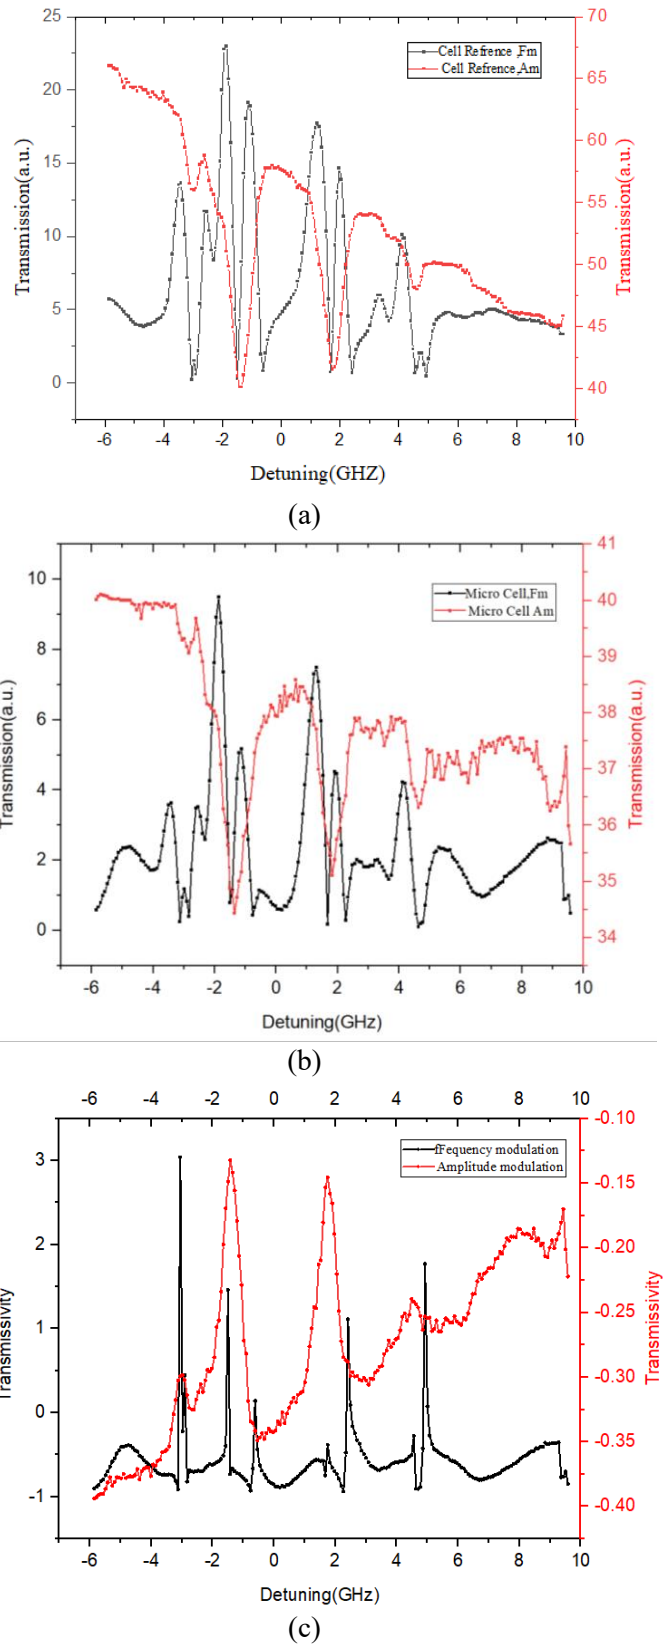 25
20
15
10
5
0
70
65
60
55
50
45
40
Cell Refrence ,Fm
Cell Refrence,Am
Transmission(a.u.)
Transmission(a.u.)
-6 -4 -2 0 2 4 6 8 10
Detuning(GHZ)
(a)
10
8
6
4
2
0
41
40
39
38
37
36
35
34
Micro Cell,Fm
Micro Cell Am
Transmission(a.u.)
Transmission(a.u.)
-6 -4 -2 0 2 4 6 8 10
Detuning(GHz)
(b)
-6 -4 -2 0 2 4 6 8 10
3
2
1
0
-1
-0.10
-0.15
-0.20
-0.25
-0.30
-0.35
-0.40
fFequency modulation
Amplitude modulation
Transmissivity
Transmissivity
-6 -4 -2 0 2 4 6 8 10
Detuning(GHz)
(c)